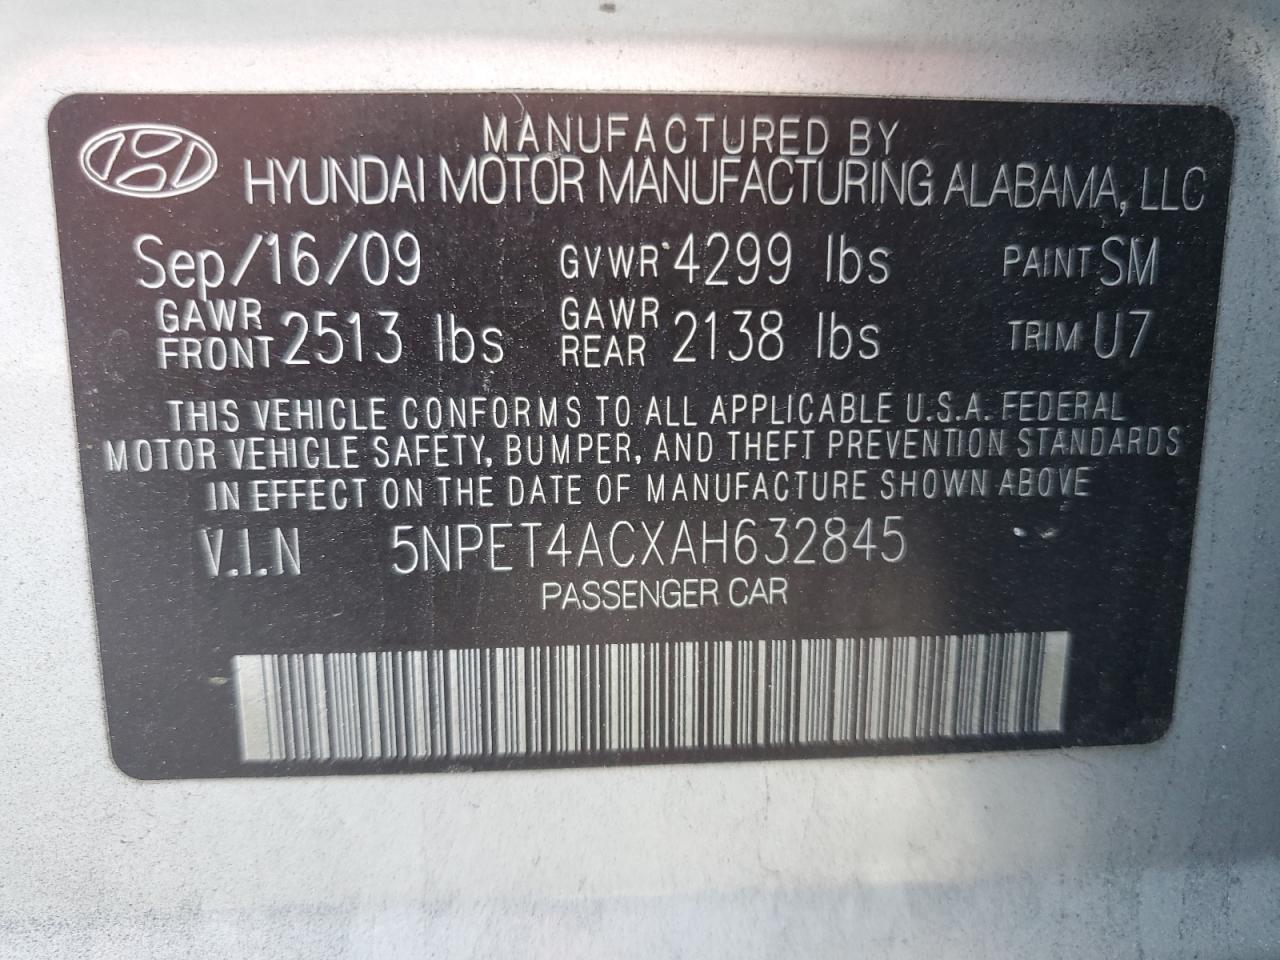 MANUFACTURED BY
HYUNDAI MOTOR MANUFACTURING ALABAMA, LLC
Sep/16/09 GVWR 4299 lbs PAINT SM
GAWR FRONT 2513 lbs GAWR REAR 2138 lbs TRIM U7
THIS VEHICLE CONFORMS TO ALL APPLICABLE U.S.A. FEDERAL
MOTOR VEHICLE SAFETY, BUMPER, AND THEFT PREVENTION STANDARDS
IN EFFECT ON THE DATE OF MANUFACTURE SHOWN ABOVE
V.I.N 5NPET4ACXAH632845
PASSENGER CAR